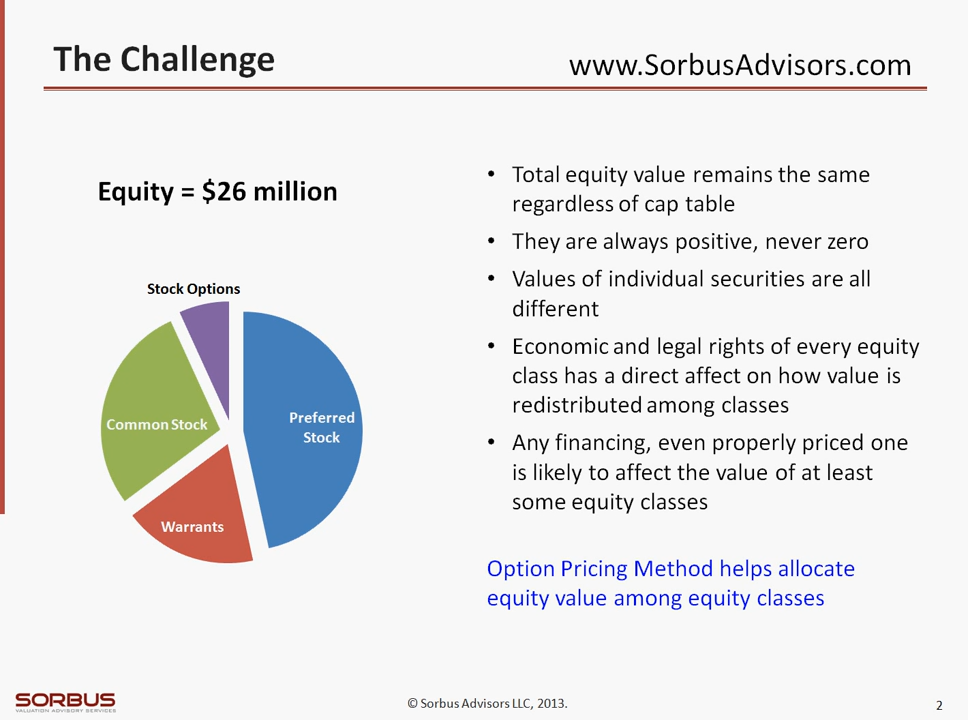 The Challenge
www.SorbusAdvisors.com
Equity = $26 million
Stock Options
Common Stock
Preferred
Stock
Warrants
• Total equity value remains the same
regardless of cap table
• They are always positive, never zero
• Values of individual securities are all
different
• Economic and legal rights of every equity
class has a direct affect on how value is
redistributed among classes
• Any financing, even properly priced one
is likely to affect the value of at least
some equity classes
Option Pricing Method helps allocate
equity value among equity classes
SORBUS
VALUATION ADVISORY SERVICES
© Sorbus Advisors LLC, 2013.
2